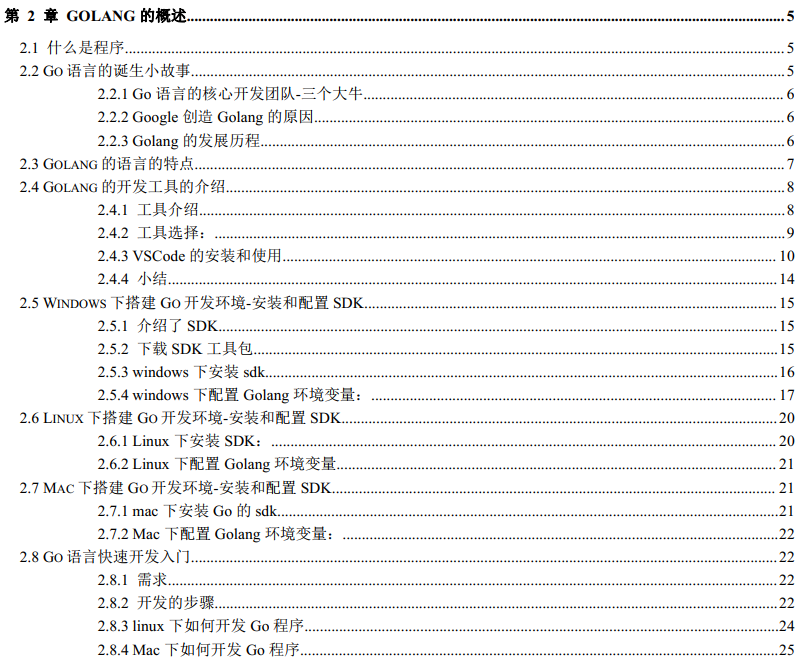 第 2 章 GOLANG 的概述....................5
2.1 什么是程序....................5
2.2 GO 语言的诞生小故事....................5
2.2.1 Go 语言的核心开发团队-三个大牛....................6
2.2.2 Google 创造 Golang 的原因....................6
2.2.3 Golang 的发展历程....................6
2.3 GOLANG 的语言的特点....................7
2.4 GOLANG 的开发工具的介绍....................8
2.4.1 工具介绍....................8
2.4.2 工具选择：....................9
2.4.3 VSCode 的安装和使用....................10
2.4.4 小结....................14
2.5 WINDOWS 下搭建 GO 开发环境-安装和配置 SDK....................15
2.5.1 介绍了 SDK....................15
2.5.2 下载 SDK 工具包....................15
2.5.3 windows 下安装 sdk....................16
2.5.4 windows 下配置 Golang 环境变量：....................17
2.6 LINUX 下搭建 GO 开发环境-安装和配置 SDK....................20
2.6.1 Linux 下安装 SDK：....................20
2.6.2 Linux 下配置 Golang 环境变量....................21
2.7 MAC 下搭建 GO 开发环境-安装和配置 SDK....................21
2.7.1 mac 下安装 Go 的 sdk....................21
2.7.2 Mac 下配置 Golang 环境变量：....................22
2.8 GO 语言快速开发入门....................22
2.8.1 需求....................22
2.8.2 开发的步骤....................22
2.8.3 linux 下如何开发 Go 程序....................24
2.8.4 Mac 下如何开发 Go 程序....................25